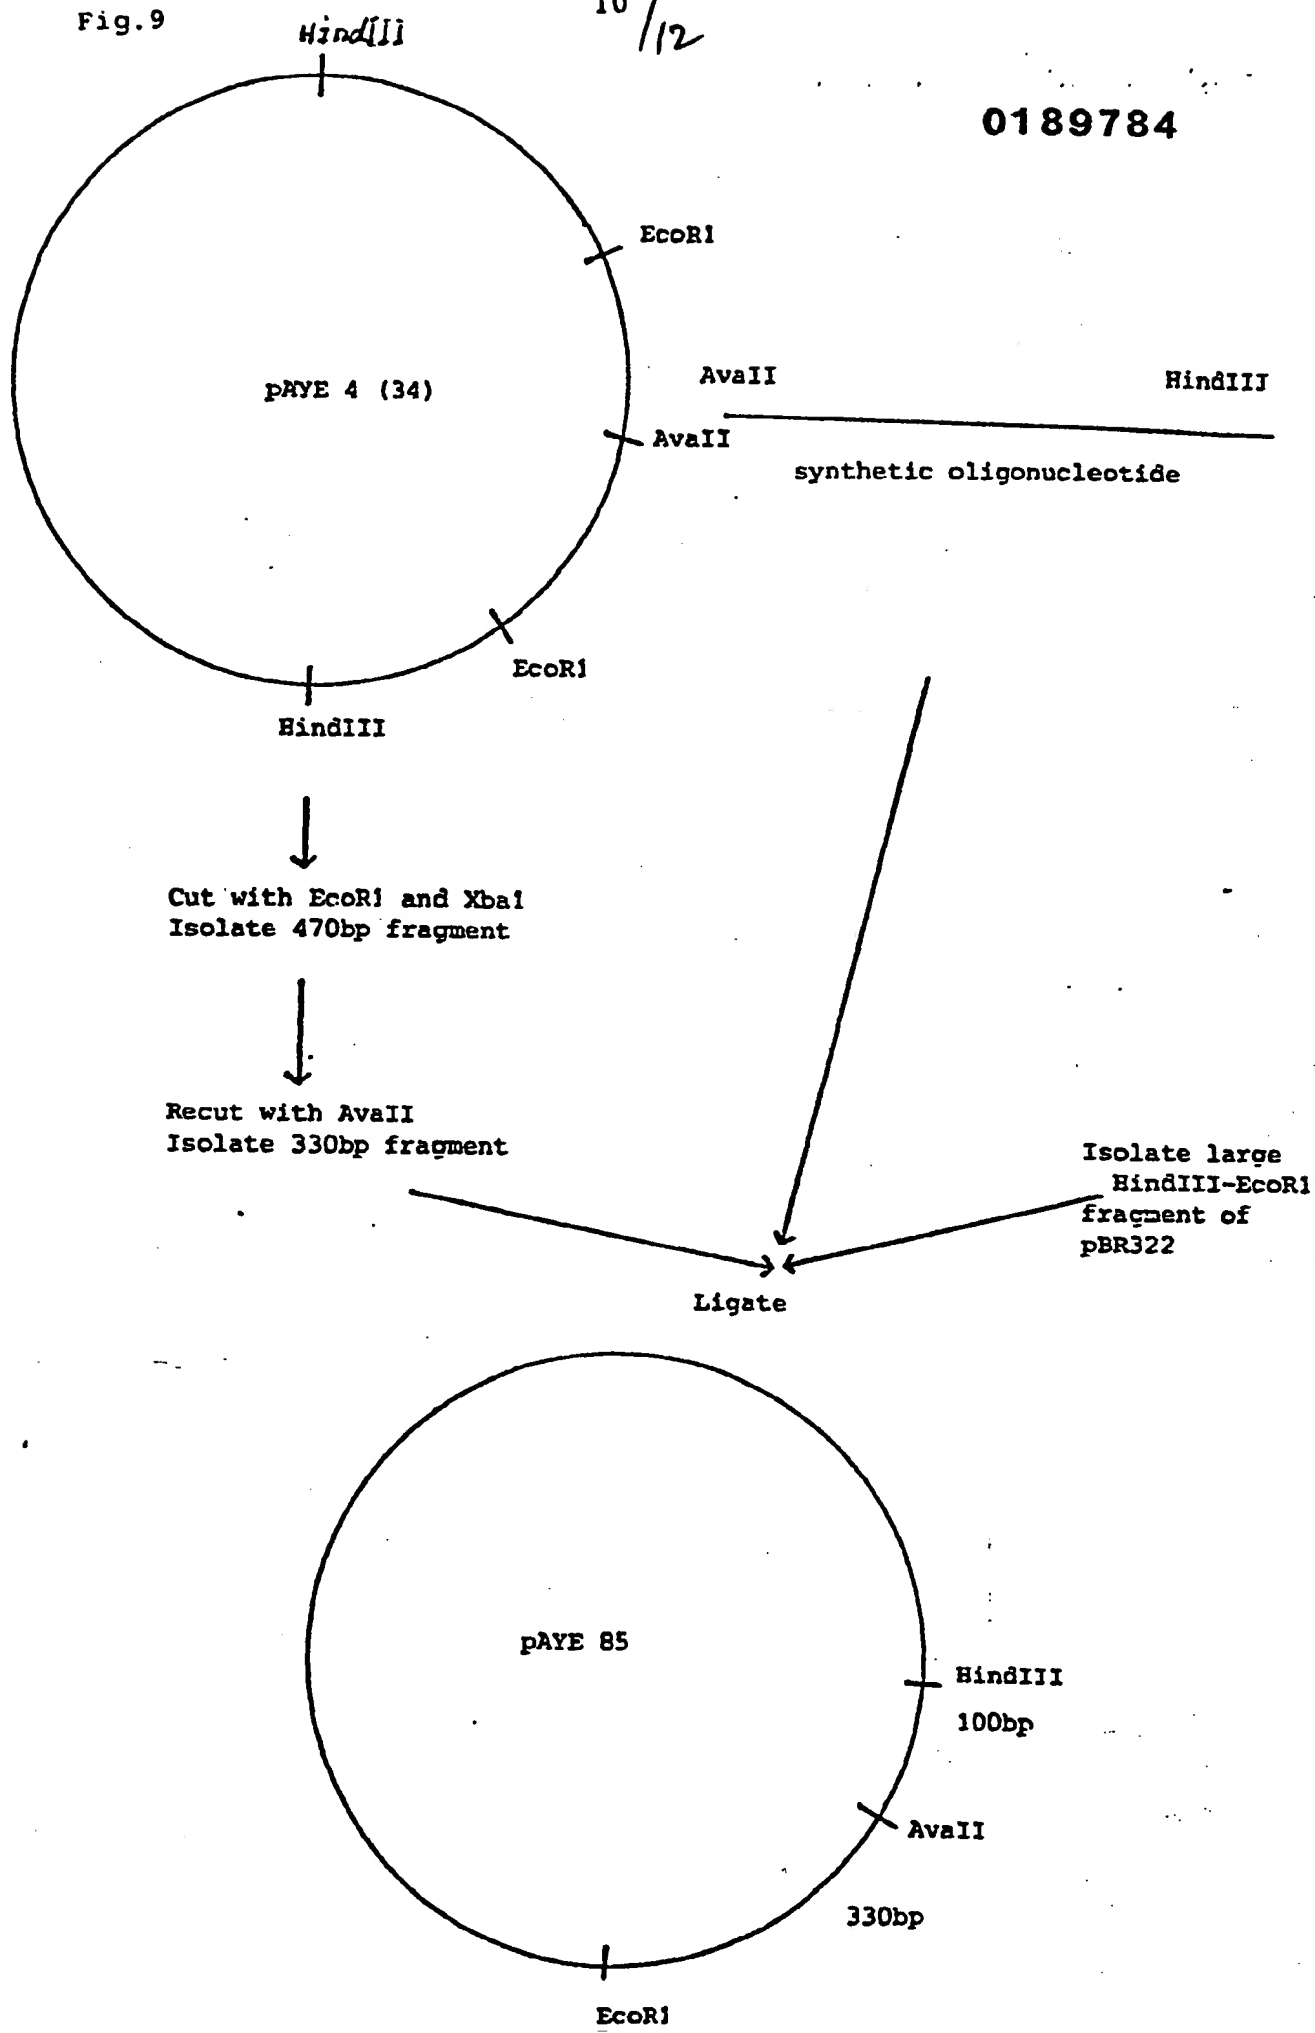 Fig.9
10/12
HindIII
0189784
EcoR1
pAYE 4 (34)
AvaII
HindIII
AvaII
synthetic oligonucleotide
EcoR1
HindIII
Cut with EcoR1 and Xba1
Isolate 470bp fragment
Recut with AvaII
Isolate 330bp fragment
Isolate large
HindIII-EcoR1
fragment of
pBR322
Ligate
pAYE 85
HindIII
100bp
AvaII
330bp
EcoR1